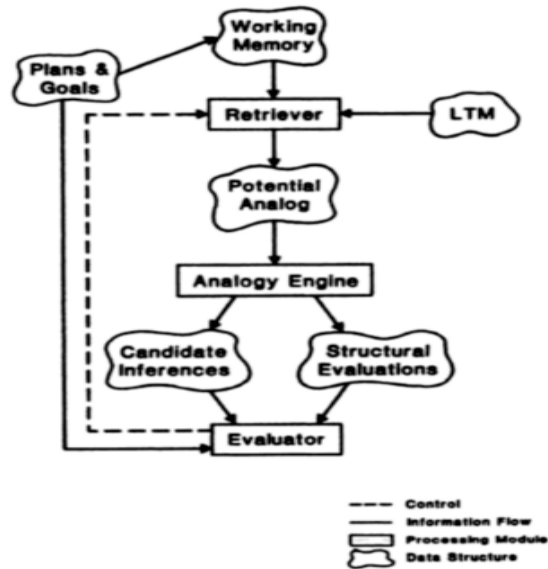 Working
Memory
Plans &
Goals
Retriever
LTM
Potential
Analog
Analogy Engine
Candidate
Inferences
Structural
Evaluations
Evaluator
Control
Information Flow
Processing Module
Data Structure